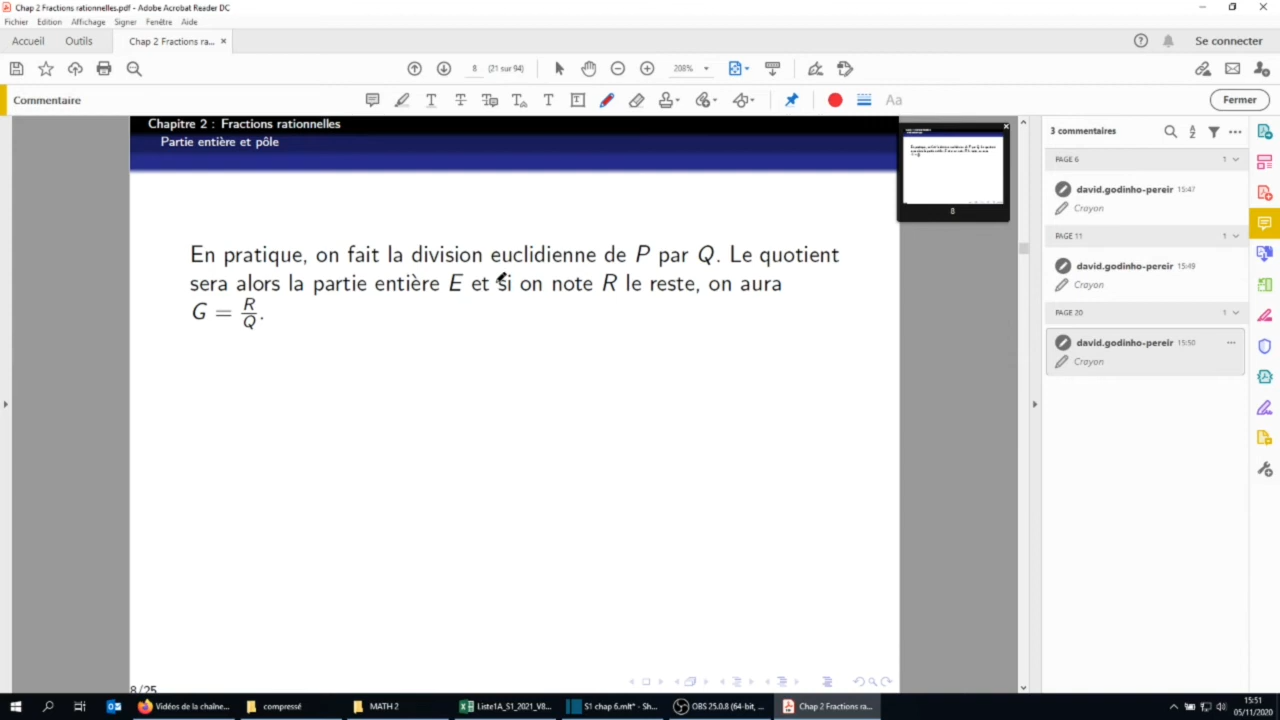 Chap 2 Fractions rationnelles.pdf - Adobe Acrobat Reader DC
Fichier Edition Affichage Signer Fenêtre Aide
Accueil Outils Chap 2 Fractions ra... × Se connecter
8 (21 sur 94) 208%
Commentaire Aa Fermer
Chapitre 2 : Fractions rationnelles
Partie entière et pôle
En pratique, on fait la division euclidienne de P par Q. Le quotient
sera alors la partie entière E et si on note R le reste, on aura
G = R/Q.
8/25
8
3 commentaires
PAGE 6 1
david.godinho-pereir 15:47
Crayon
PAGE 11 1
david.godinho-pereir 15:49
Crayon
PAGE 20 1
david.godinho-pereir 15:50
Crayon
Vidéos de la chaîne... compressé MATH 2 Liste1A_S1_2021_V8... S1 chap 6.mlt* - Sh... OBS 25.0.8 (64-bit, ... Chap 2 Fractions ra...
15:51
05/11/2020